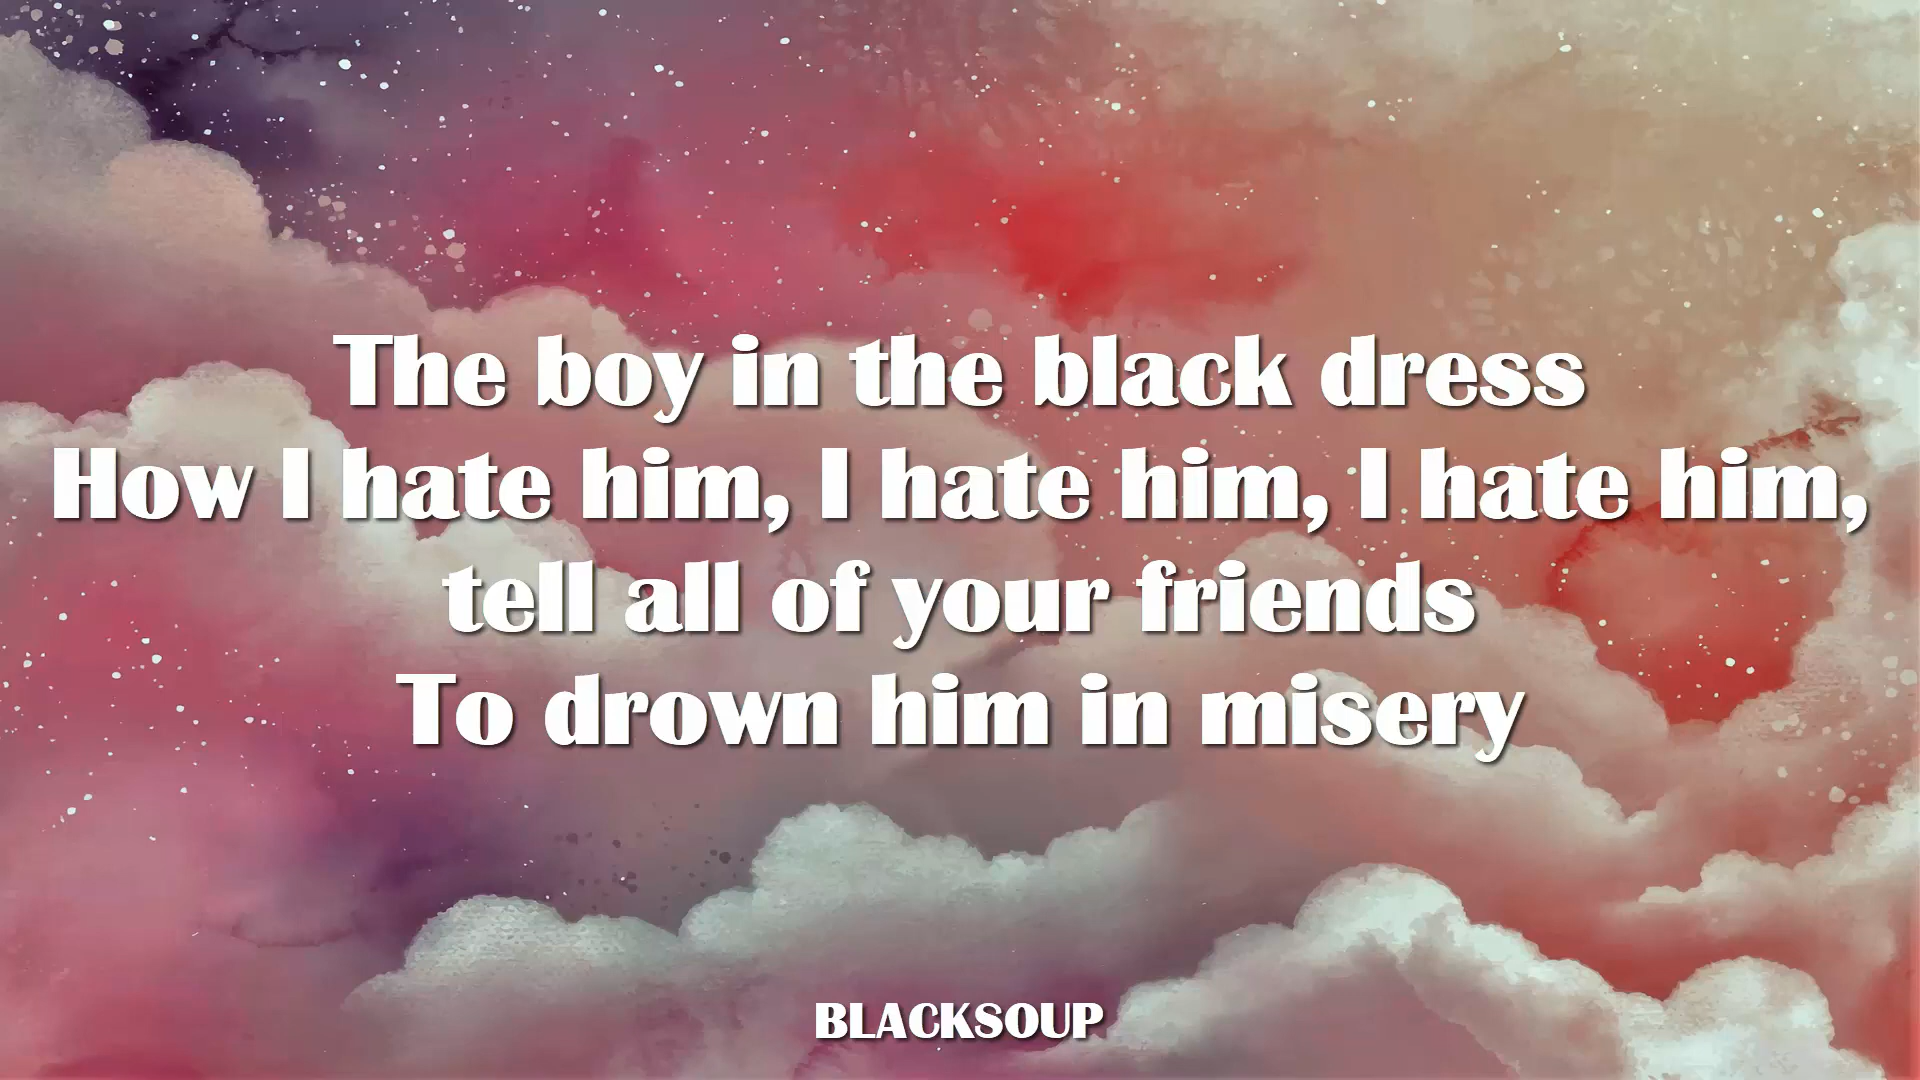 The boy in the black dress
How I hate him, I hate him, I hate him,
tell all of your friends
To drown him in misery
BLACKSOUP